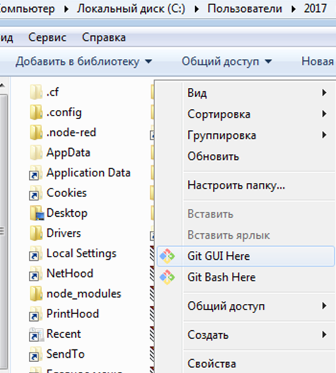 Компьютер ▸ Локальный диск (C:) ▸ Пользователи ▸ 2017
ид Сервис Справка
Добавить в библиотеку Общий доступ Новая
.cf
.config
.node-red
AppData
Application Data
Cookies
Desktop
Drivers
Local Settings
NetHood
node_modules
PrintHood
Recent
SendTo
Вид
Сортировка
Группировка
Обновить
Настроить папку...
Вставить
Вставить ярлык
Git GUI Here
Git Bash Here
Общий доступ
Создать
Свойства